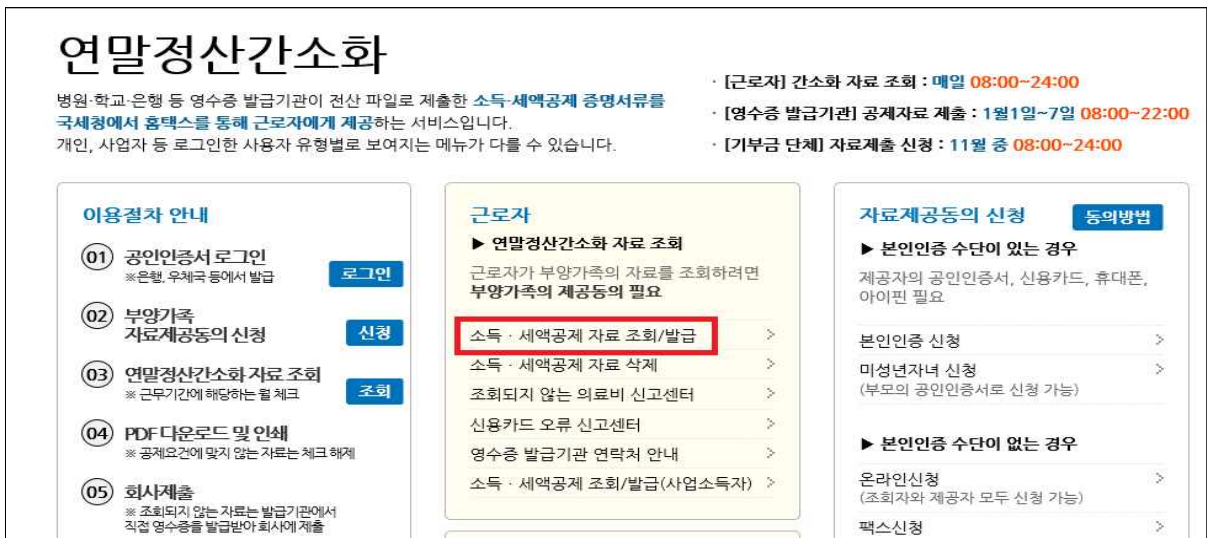 연말정산간소화
병원·학교·은행 등 영수증 발급기관이 전산 파일로 제출한 소득·세액공제 증명서류를
국세청에서 홈택스를 통해 근로자에게 제공하는 서비스입니다.
개인, 사업자 등 로그인한 사용자 유형별로 보여지는 메뉴가 다를 수 있습니다.
· [근로자] 간소화 자료 조회 : 매일 08:00~24:00
· [영수증 발급기관] 공제자료 제출 : 1월1일~7일 08:00~22:00
· [기부금 단체] 자료제출 신청 : 11월 중 08:00~24:00
이용절차 안내
01 공인인증서 로그인
※은행, 우체국 등에서 발급
로그인
02 부양가족
자료제공동의 신청
신청
03 연말정산간소화 자료 조회
※ 근무기간에 해당하는 월 체크
조회
04 PDF 다운로드 및 인쇄
※ 공제요건에 맞지 않는 자료는 체크 해제
05 회사제출
※ 조회되지 않는 자료는 발급기관에서
직접 영수증을 발급받아 회사에 제출
근로자
▶ 연말정산간소화 자료 조회
근로자가 부양가족의 자료를 조회하려면
부양가족의 제공동의 필요
소득 · 세액공제 자료 조회/발급 >
소득 · 세액공제 자료 삭제 >
조회되지 않는 의료비 신고센터 >
신용카드 오류 신고센터 >
영수증 발급기관 연락처 안내 >
소득 · 세액공제 조회/발급(사업소득자) >
자료제공동의 신청
동의방법
▶ 본인인증 수단이 있는 경우
제공자의 공인인증서, 신용카드, 휴대폰,
아이핀 필요
본인인증 신청 >
미성년자녀 신청 >
(부모의 공인인증서로 신청 가능)
▶ 본인인증 수단이 없는 경우
온라인신청 >
(조회자와 제공자 모두 신청 가능)
팩스신청 >